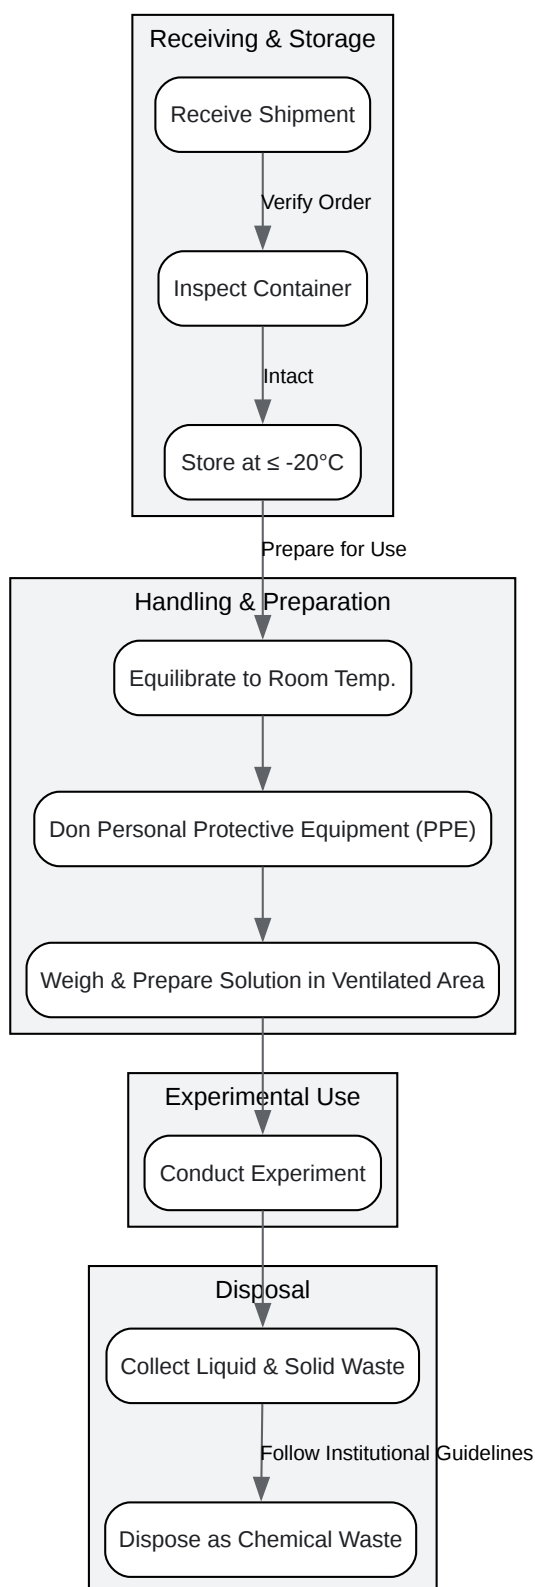 Receiving & Storage
Receive Shipment
Verify Order
Inspect Container
Intact
Store at ≤ -20°C
Prepare for Use
Handling & Preparation
Equilibrate to Room Temp.
Don Personal Protective Equipment (PPE)
Weigh & Prepare Solution in Ventilated Area
Experimental Use
Conduct Experiment
Disposal
Collect Liquid & Solid Waste
Follow Institutional Guidelines
Dispose as Chemical Waste